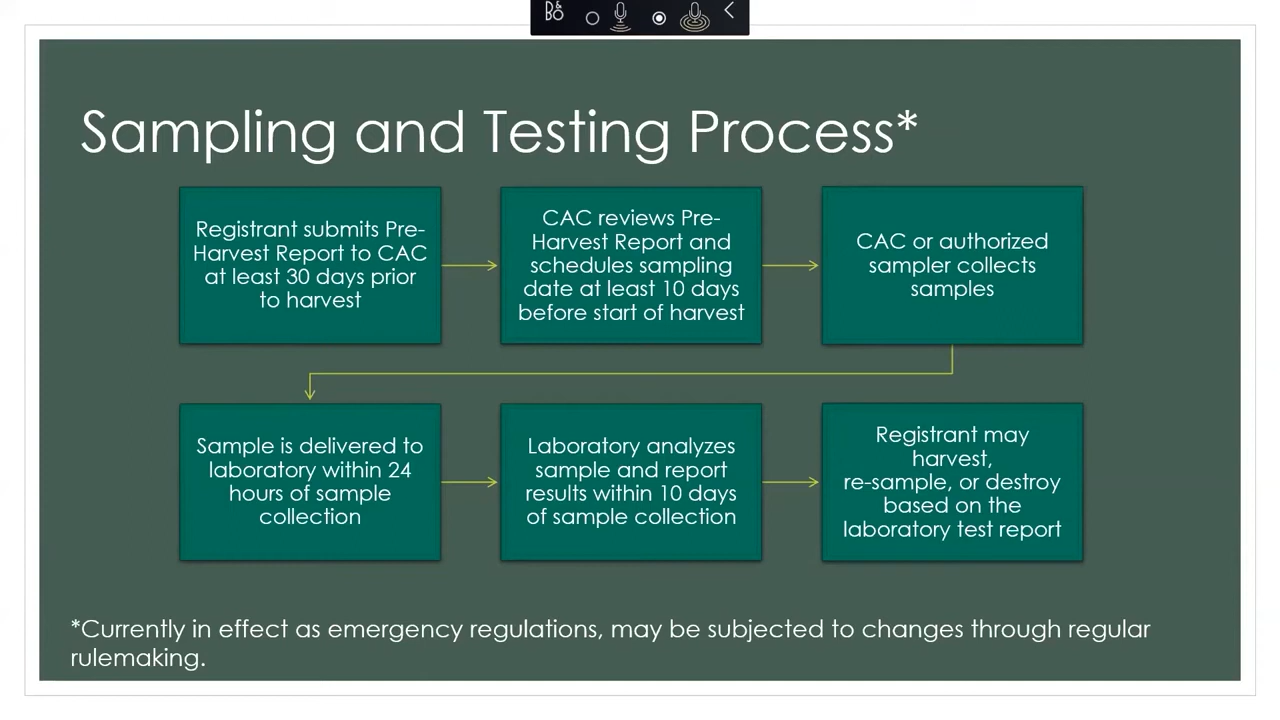 B&O
Sampling and Testing Process*
Registrant submits Pre-
Harvest Report to CAC
at least 30 days prior
to harvest
CAC reviews Pre-
Harvest Report and
schedules sampling
date at least 10 days
before start of harvest
CAC or authorized
sampler collects
samples
Sample is delivered to
laboratory within 24
hours of sample
collection
Laboratory analyzes
sample and report
results within 10 days
of sample collection
Registrant may
harvest,
re-sample, or destroy
based on the
laboratory test report
*Currently in effect as emergency regulations, may be subjected to changes through regular
rulemaking.